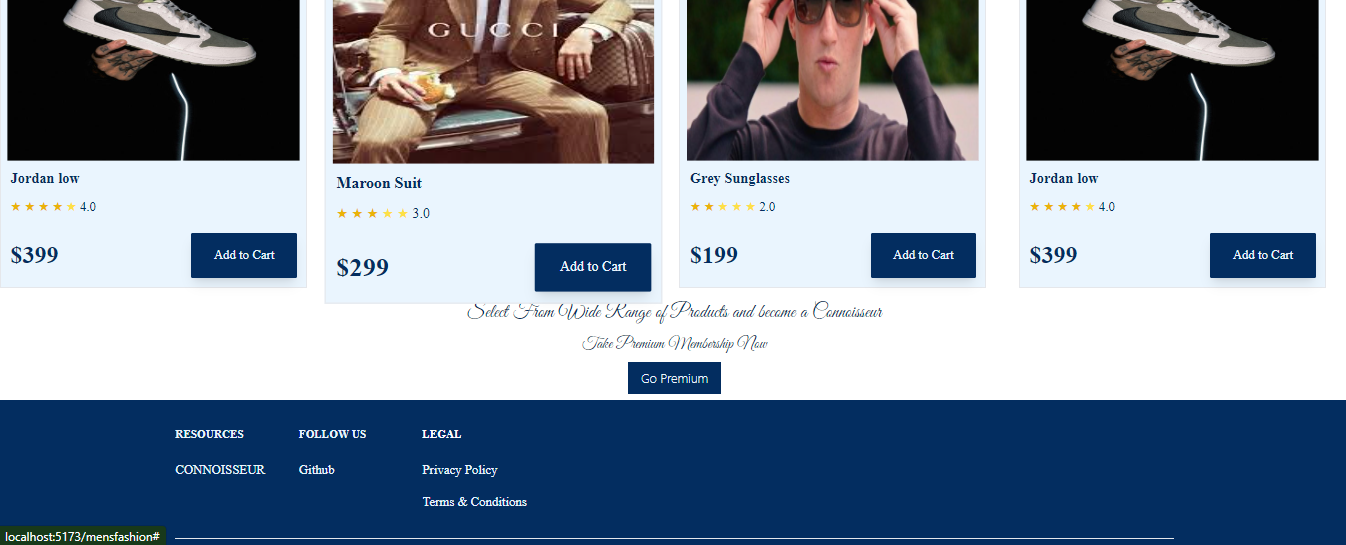 GUCCI
Jordan low
★★★★★ 4.0
$399
Add to Cart
Maroon Suit
★★★★★ 3.0
$299
Add to Cart
Grey Sunglasses
★★★★★ 2.0
$199
Add to Cart
Jordan low
★★★★★ 4.0
$399
Add to Cart
Select From Wide Range of Products and become a Connoisseur
Take Premium Membership Now
Go Premium
RESOURCES
CONNOISSEUR
FOLLOW US
Github
LEGAL
Privacy Policy
Terms & Conditions
localhost:5173/mensfashion#